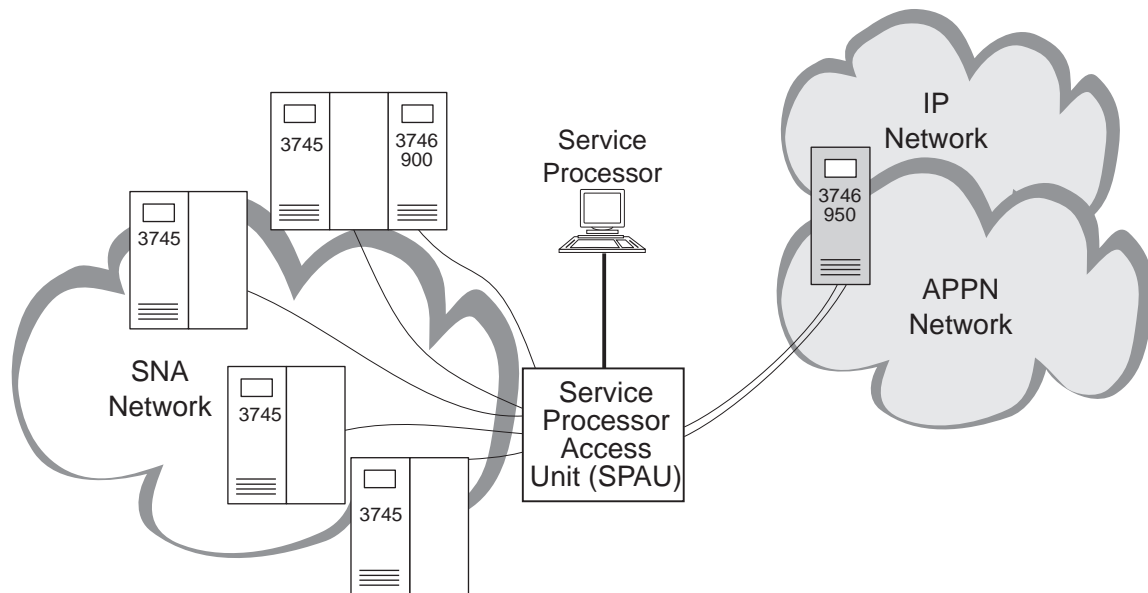 IP
Network
3745
3746
900
Service
Processor
3746
950
3745
APPN
Network
SNA
Network
3745
Service
Processor
Access
Unit (SPAU)
3745